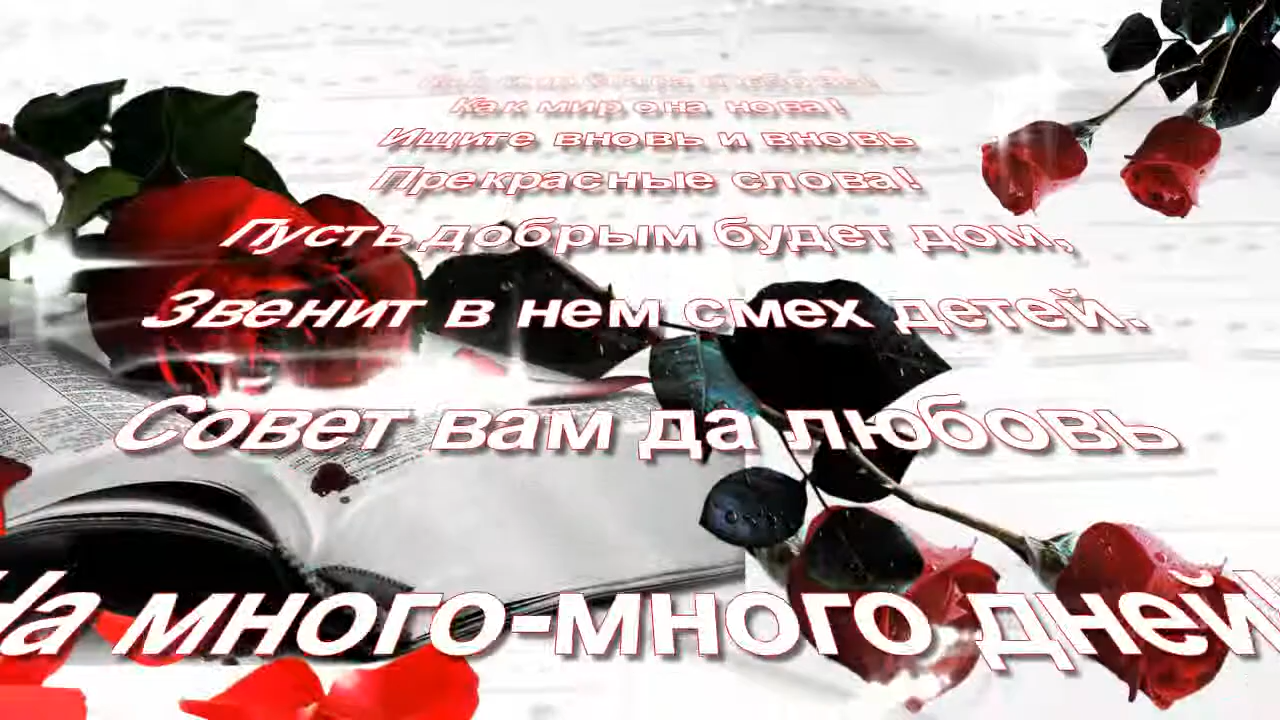 Как мир она нова!
Ищите вновь и вновь
Прекрасные слова!
Пусть добрым будет дом,
Звенит в нем смех детей.
Совет вам да любовь
На много-много дней!